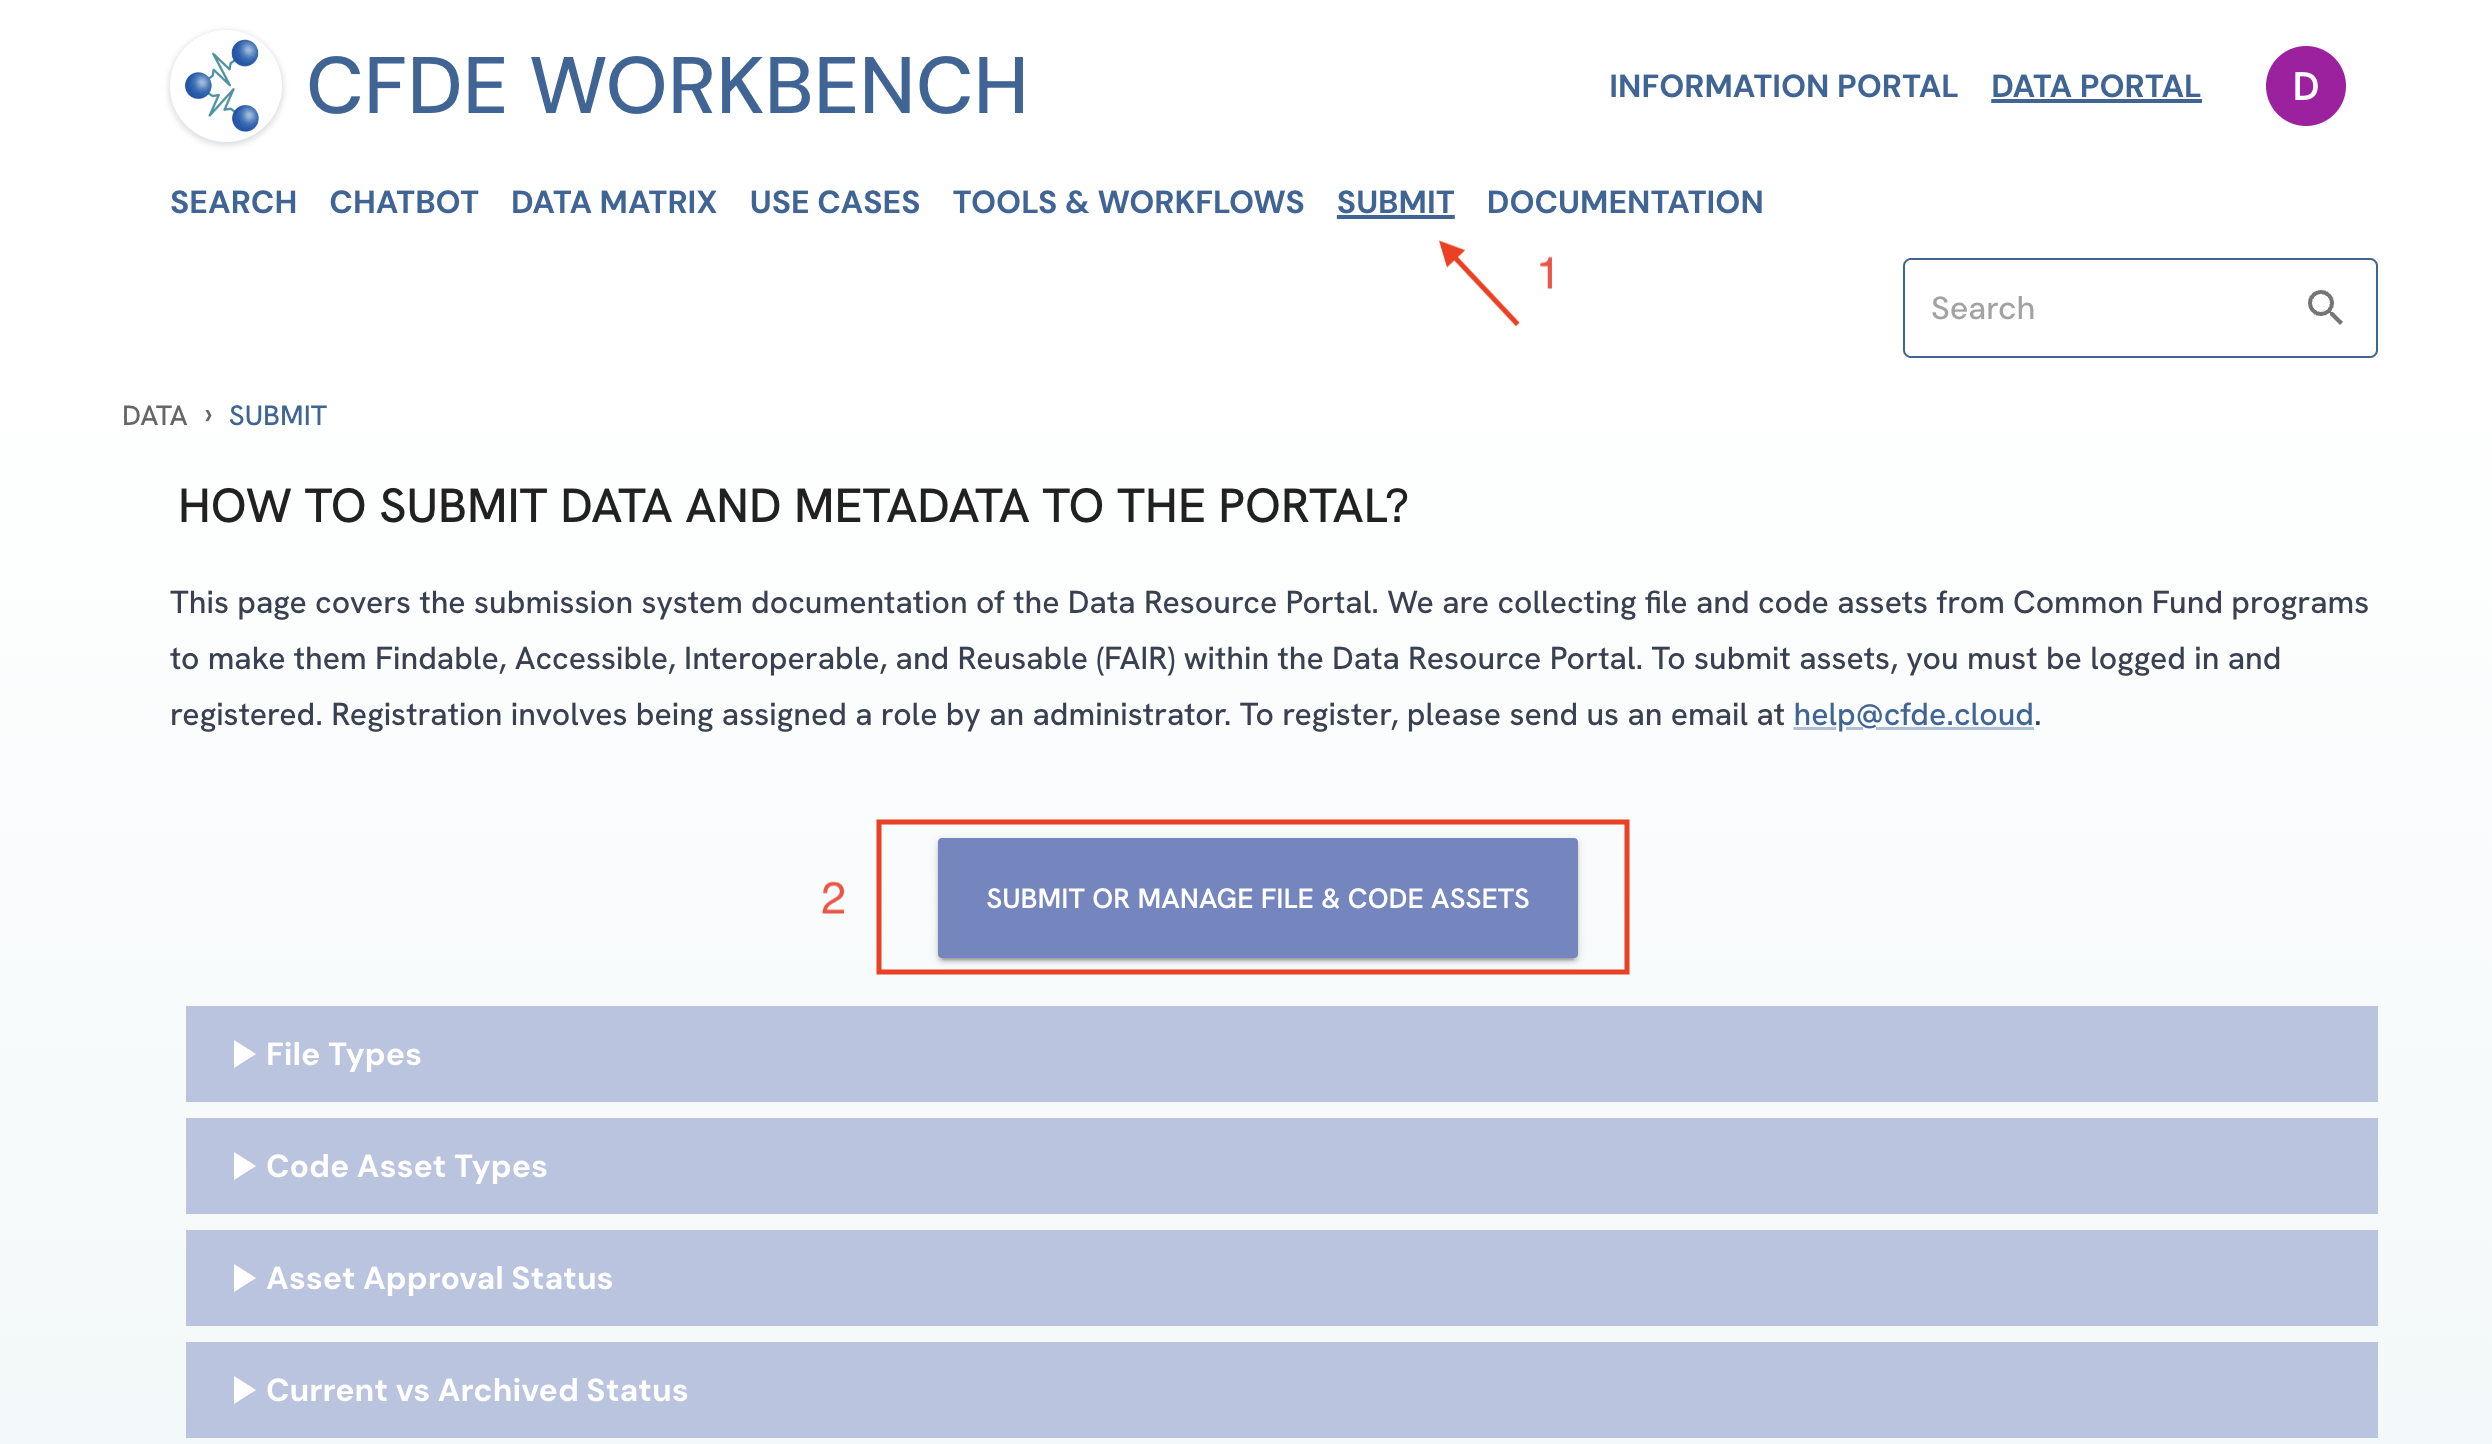 CFDE WORKBENCH
INFORMATION PORTAL DATA PORTAL D
SEARCH CHATBOT DATA MATRIX USE CASES TOOLS & WORKFLOWS SUBMIT DOCUMENTATION
1
Search
DATA › SUBMIT
HOW TO SUBMIT DATA AND METADATA TO THE PORTAL?
This page covers the submission system documentation of the Data Resource Portal. We are collecting file and code assets from Common Fund programs
to make them Findable, Accessible, Interoperable, and Reusable (FAIR) within the Data Resource Portal. To submit assets, you must be logged in and
registered. Registration involves being assigned a role by an administrator. To register, please send us an email at help@cfde.cloud.
2
SUBMIT OR MANAGE FILE & CODE ASSETS
File Types
Code Asset Types
Asset Approval Status
Current vs Archived Status